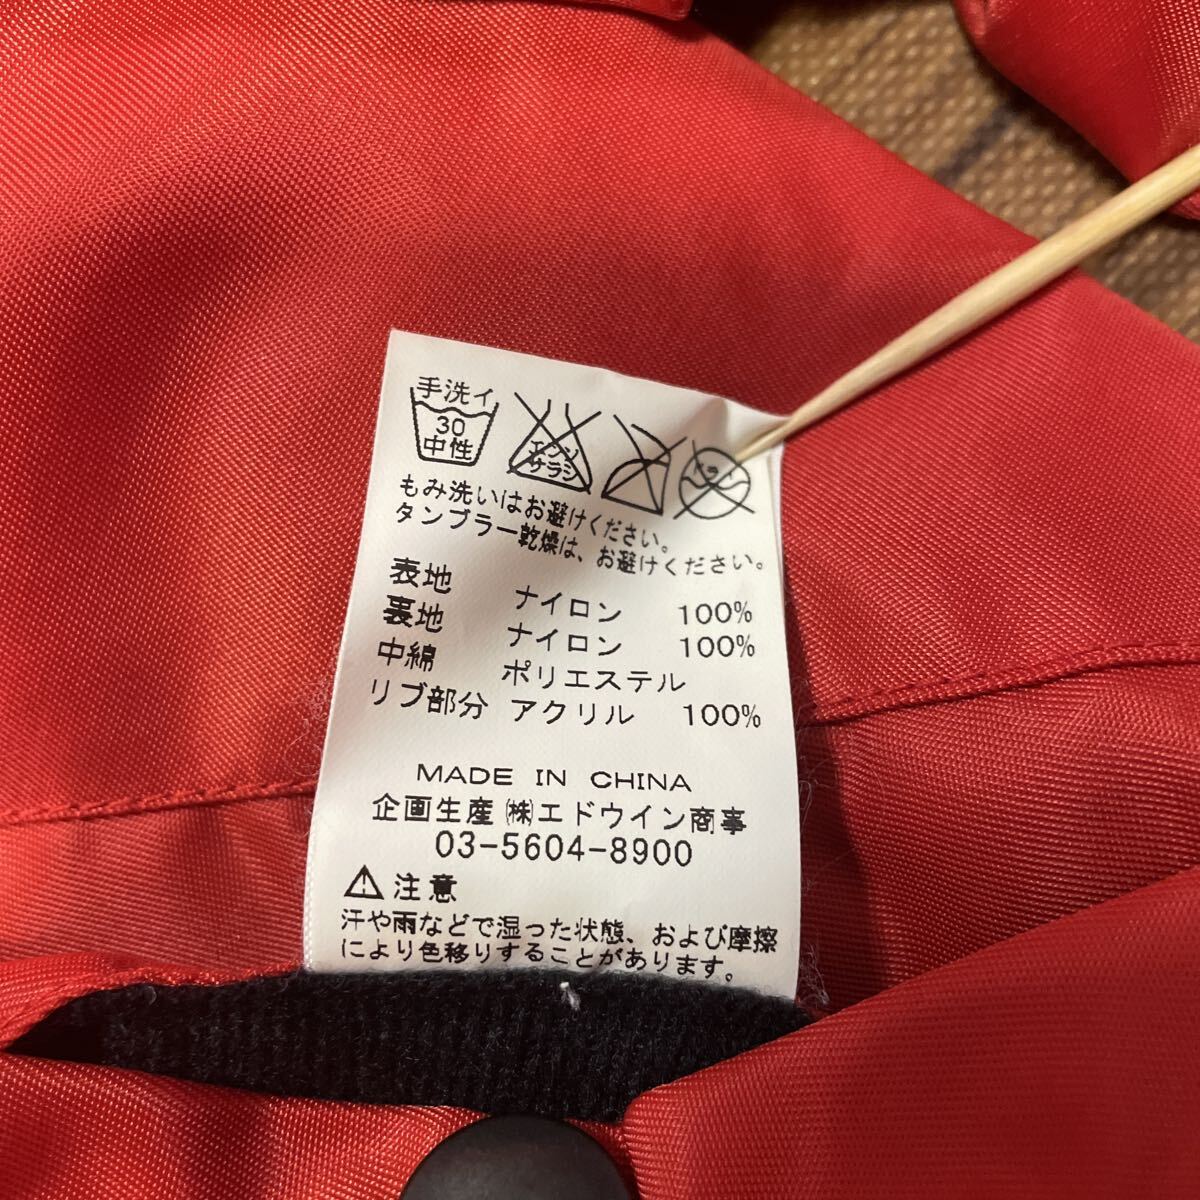 手洗イ
30
中性
エンソ
サラシ
ドライ
もみ洗いはお避けください。
タンブラー乾燥は、お避けください。
表地 ナイロン 100%
裏地 ナイロン 100%
中綿 ポリエステル
リブ部分 アクリル 100%
MADE IN CHINA
企画生産 ㈱エドウイン商事
03-5604-8900
⚠注意
汗や雨などで湿った状態、および摩擦
により色移りすることがあります。